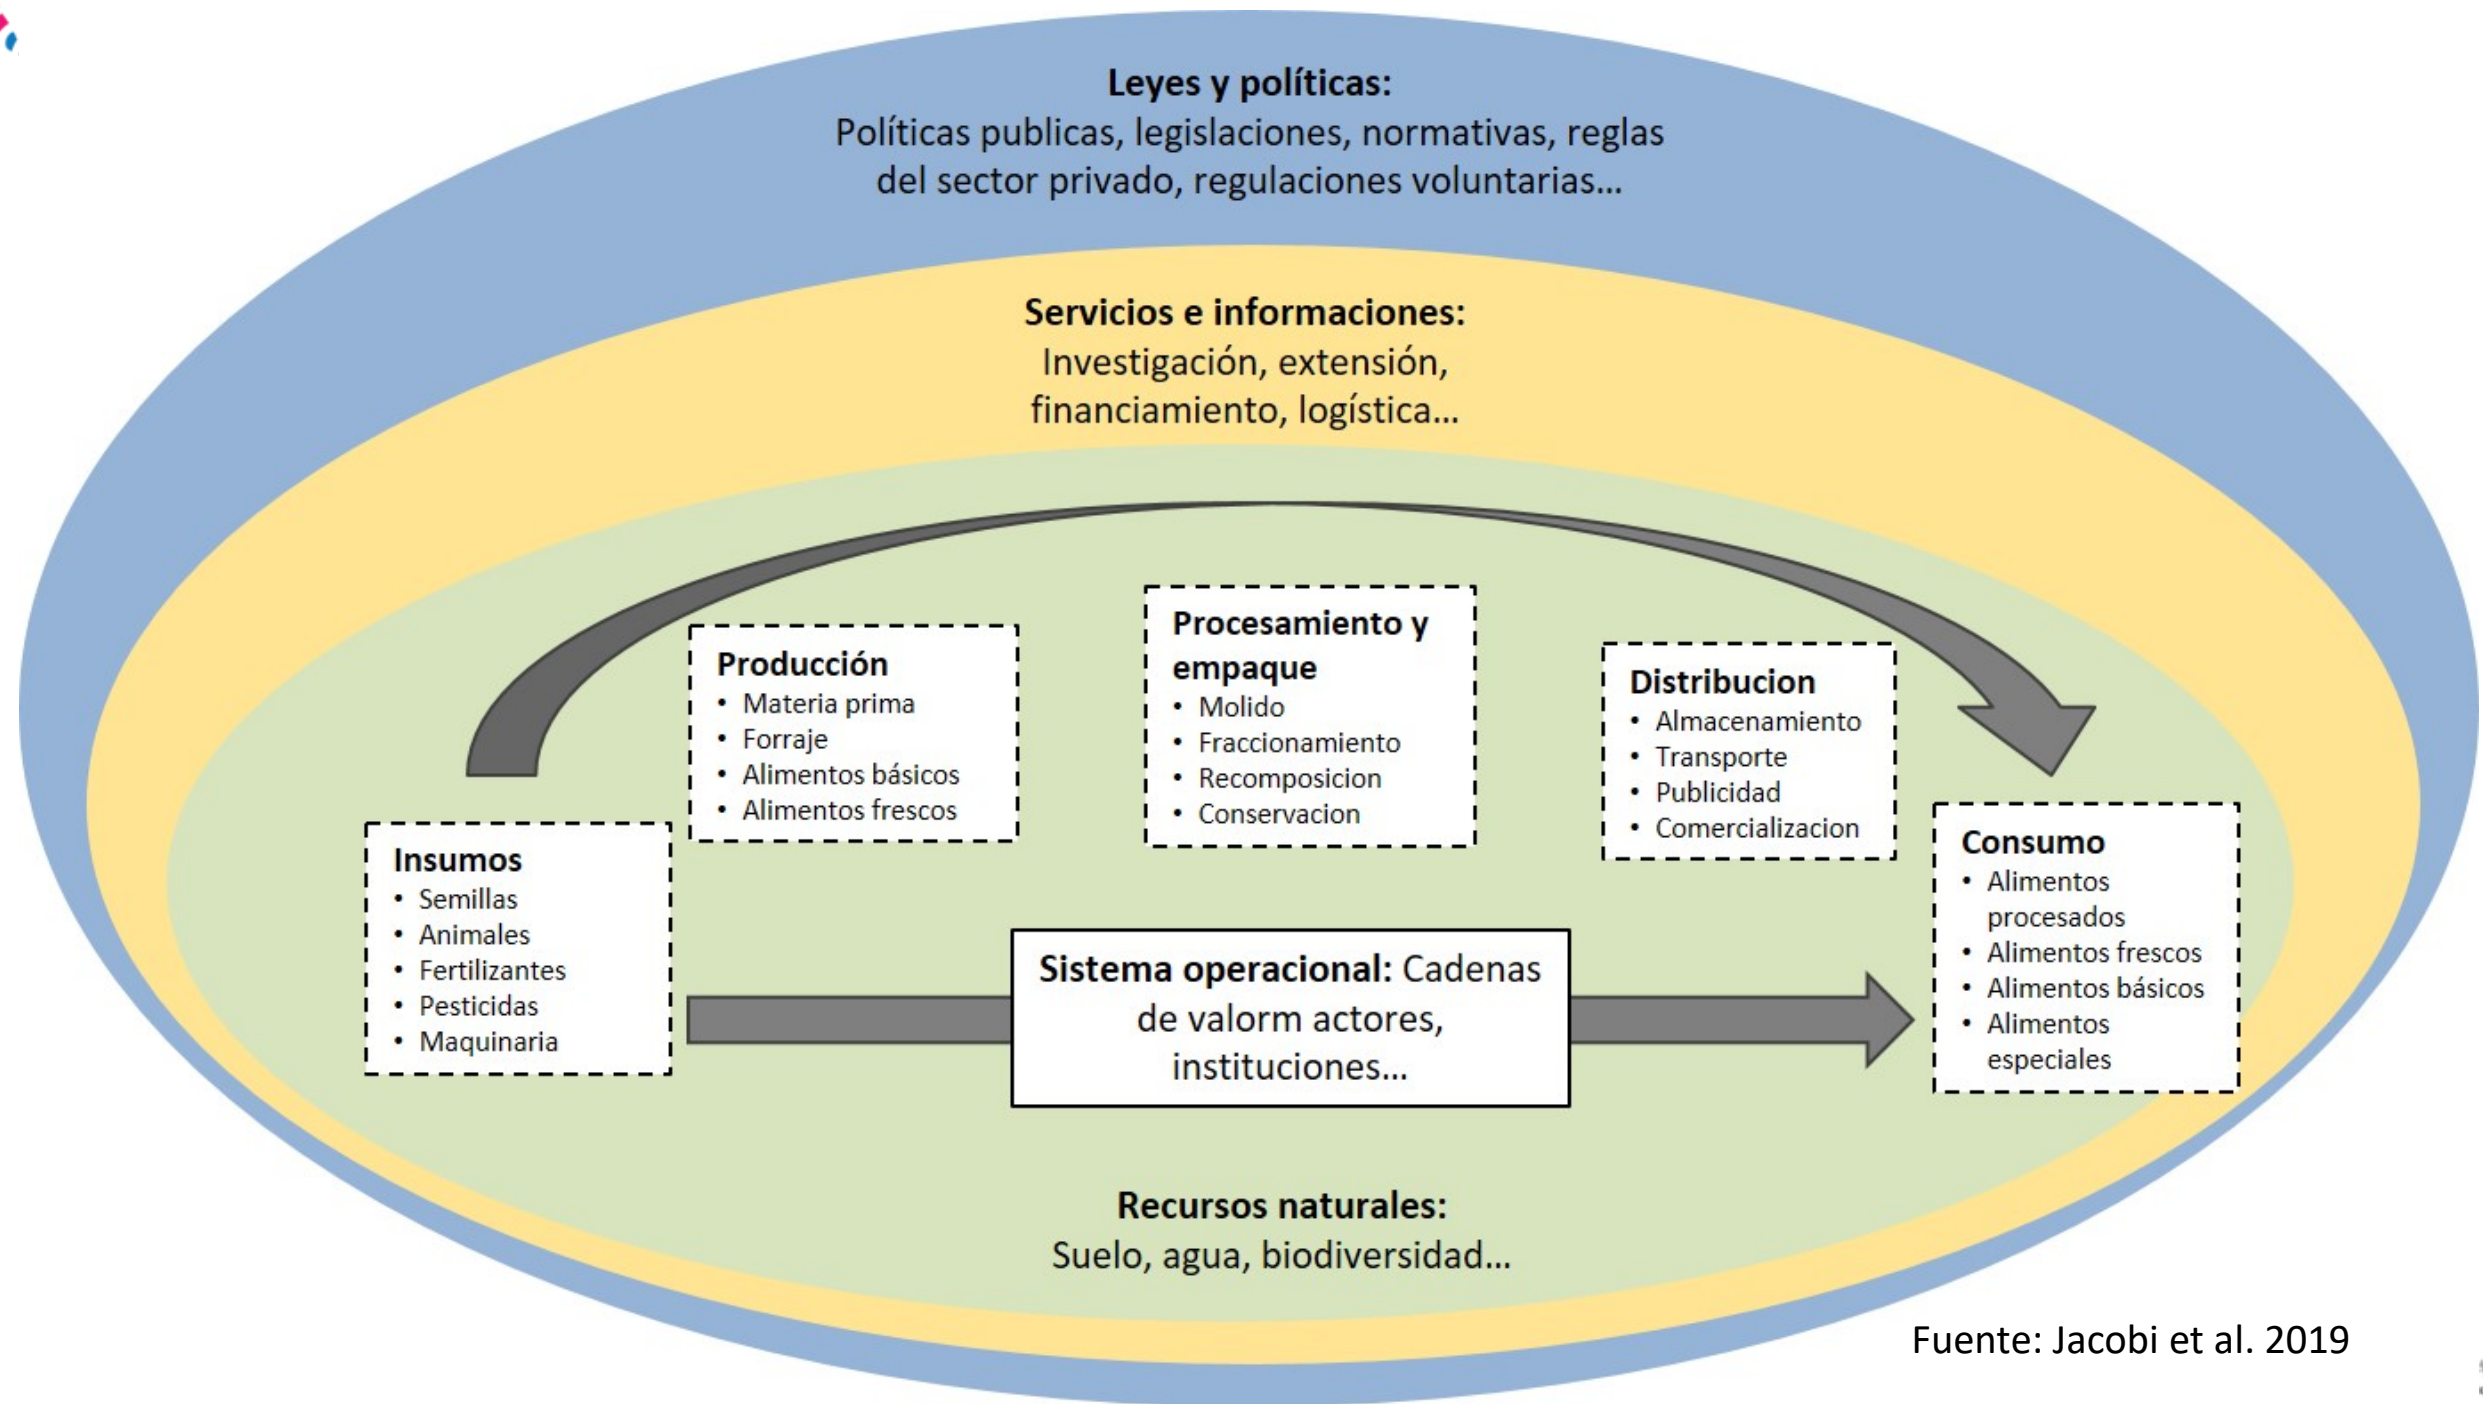 Leyes y políticas:
Políticas publicas, legislaciones, normativas, reglas
del sector privado, regulaciones voluntarias...
Servicios e informaciones:
Investigación, extensión,
financiamiento, logística...
Insumos
• Semillas
• Animales
• Fertilizantes
• Pesticidas
• Maquinaria
Producción
• Materia prima
• Forraje
• Alimentos básicos
• Alimentos frescos
Procesamiento y
empaque
• Molido
• Fraccionamiento
• Recomposicion
• Conservacion
Distribucion
• Almacenamiento
• Transporte
• Publicidad
• Comercializacion
Consumo
• Alimentos
procesados
• Alimentos frescos
• Alimentos básicos
• Alimentos
especiales
Sistema operacional: Cadenas
de valorm actores,
instituciones...
Recursos naturales:
Suelo, agua, biodiversidad...
Fuente: Jacobi et al. 2019